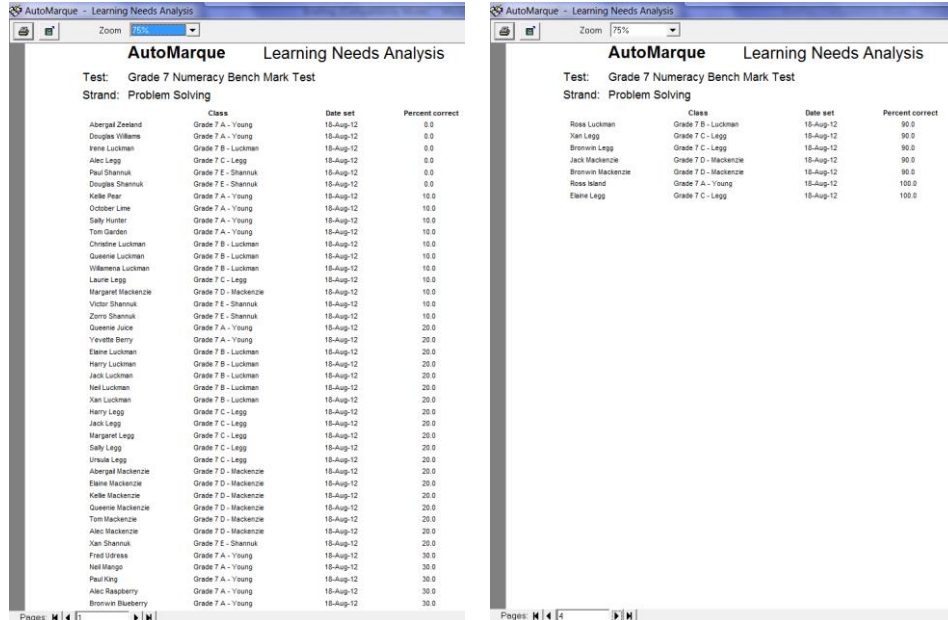 AutoMarque - Learning Needs Analysis
Zoom 75%
AutoMarque Learning Needs Analysis
Test: Grade 7 Numeracy Bench Mark Test
Strand: Problem Solving
Class Date set Percent correct
Abergail Zeeland Grade 7 A - Young 18-Aug-12 0.0
Douglas Williams Grade 7 A - Young 18-Aug-12 0.0
Irene Luckman Grade 7 B - Luckman 18-Aug-12 0.0
Alec Legg Grade 7 C - Legg 18-Aug-12 0.0
Paul Shannuk Grade 7 E - Shannuk 18-Aug-12 0.0
Douglas Shannuk Grade 7 E - Shannuk 18-Aug-12 0.0
Kellie Pear Grade 7 A - Young 18-Aug-12 10.0
October Lime Grade 7 A - Young 18-Aug-12 10.0
Sally Hunter Grade 7 A - Young 18-Aug-12 10.0
Tom Garden Grade 7 A - Young 18-Aug-12 10.0
Christine Luckman Grade 7 B - Luckman 18-Aug-12 10.0
Queenie Luckman Grade 7 B - Luckman 18-Aug-12 10.0
Willamena Luckman Grade 7 B - Luckman 18-Aug-12 10.0
Laurie Legg Grade 7 C - Legg 18-Aug-12 10.0
Margaret Mackenzie Grade 7 D - Mackenzie 18-Aug-12 10.0
Victor Shannuk Grade 7 E - Shannuk 18-Aug-12 10.0
Zorro Shannuk Grade 7 E - Shannuk 18-Aug-12 10.0
Queenie Juice Grade 7 A - Young 18-Aug-12 20.0
Yevette Berry Grade 7 A - Young 18-Aug-12 20.0
Elaine Luckman Grade 7 B - Luckman 18-Aug-12 20.0
Harry Luckman Grade 7 B - Luckman 18-Aug-12 20.0
Jack Luckman Grade 7 B - Luckman 18-Aug-12 20.0
Neil Luckman Grade 7 B - Luckman 18-Aug-12 20.0
Xan Luckman Grade 7 B - Luckman 18-Aug-12 20.0
Harry Legg Grade 7 C - Legg 18-Aug-12 20.0
Jack Legg Grade 7 C - Legg 18-Aug-12 20.0
Margaret Legg Grade 7 C - Legg 18-Aug-12 20.0
Sally Legg Grade 7 C - Legg 18-Aug-12 20.0
Ursula Legg Grade 7 C - Legg 18-Aug-12 20.0
Abergail Mackenzie Grade 7 D - Mackenzie 18-Aug-12 20.0
Elaine Mackenzie Grade 7 D - Mackenzie 18-Aug-12 20.0
Kellie Mackenzie Grade 7 D - Mackenzie 18-Aug-12 20.0
Queenie Mackenzie Grade 7 D - Mackenzie 18-Aug-12 20.0
Tom Mackenzie Grade 7 D - Mackenzie 18-Aug-12 20.0
Alec Mackenzie Grade 7 D - Mackenzie 18-Aug-12 20.0
Xan Shannuk Grade 7 E - Shannuk 18-Aug-12 20.0
Fred Udress Grade 7 A - Young 18-Aug-12 30.0
Neil Mango Grade 7 A - Young 18-Aug-12 30.0
Paul King Grade 7 A - Young 18-Aug-12 30.0
Alec Raspberry Grade 7 A - Young 18-Aug-12 30.0
Bronwin Blueberry Grade 7 A - Young 18-Aug-12 30.0
Pages: 1
AutoMarque - Learning Needs Analysis
Zoom 75%
AutoMarque Learning Needs Analysis
Test: Grade 7 Numeracy Bench Mark Test
Strand: Problem Solving
Class Date set Percent correct
Ross Luckman Grade 7 B - Luckman 18-Aug-12 90.0
Xan Legg Grade 7 C - Legg 18-Aug-12 90.0
Bronwin Legg Grade 7 C - Legg 18-Aug-12 90.0
Jack Mackenzie Grade 7 D - Mackenzie 18-Aug-12 90.0
Bronwin Mackenzie Grade 7 D - Mackenzie 18-Aug-12 90.0
Ross Island Grade 7 A - Young 18-Aug-12 100.0
Elaine Legg Grade 7 C - Legg 18-Aug-12 100.0
Pages: 4